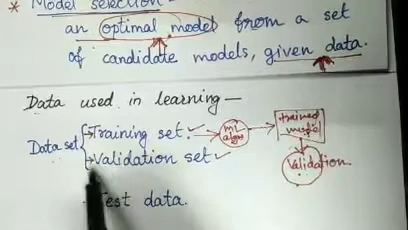 * Model selection -
an optimal model from a set
of candidate models, given data.
Data used in learning —
Data set { → Training set. ✓ → ML algo → trained model
→ Validation set ✓ Validation
Test data.